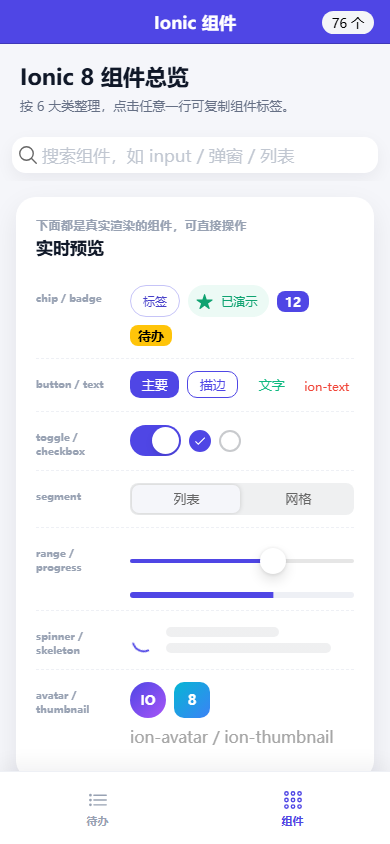 Ionic 组件
76 个
Ionic 8 组件总览
按 6 大类整理，点击任意一行可复制组件标签。
搜索组件，如 input / 弹窗 / 列表
下面都是真实渲染的组件，可直接操作
实时预览
chip / badge
标签
已演示
12
待办
button / text
主要
描边
文字
ion-text
toggle /
checkbox
segment
列表
网格
range /
progress
spinner /
skeleton
avatar /
thumbnail
IO
8
ion-avatar / ion-thumbnail
待办
组件